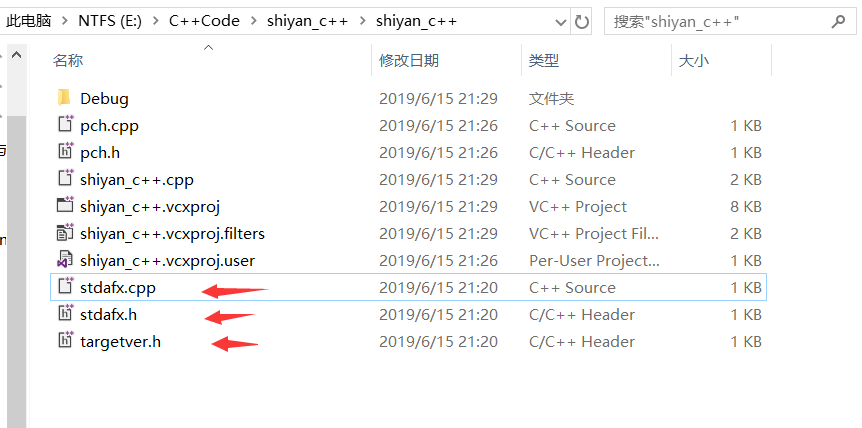 此电脑 > NTFS (E:) > C++Code > shiyan_c++ > shiyan_c++ 搜索"shiyan_c++"
名称 修改日期 类型 大小
Debug 2019/6/15 21:29 文件夹
pch.cpp 2019/6/15 21:26 C++ Source 1 KB
pch.h 2019/6/15 21:26 C/C++ Header 1 KB
shiyan_c++.cpp 2019/6/15 21:29 C++ Source 2 KB
shiyan_c++.vcxproj 2019/6/15 21:29 VC++ Project 8 KB
shiyan_c++.vcxproj.filters 2019/6/15 21:29 VC++ Project Fil... 2 KB
shiyan_c++.vcxproj.user 2019/6/15 21:26 Per-User Project... 1 KB
stdafx.cpp 2019/6/15 21:20 C++ Source 1 KB
stdafx.h 2019/6/15 21:20 C/C++ Header 1 KB
targetver.h 2019/6/15 21:20 C/C++ Header 1 KB